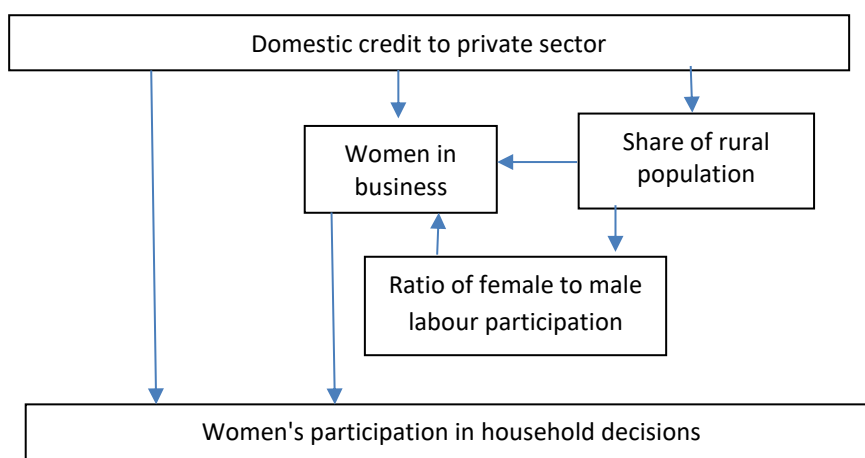 Domestic credit to private sector
Women in
business
Share of rural
population
Ratio of female to male
labour participation
Women's participation in household decisions